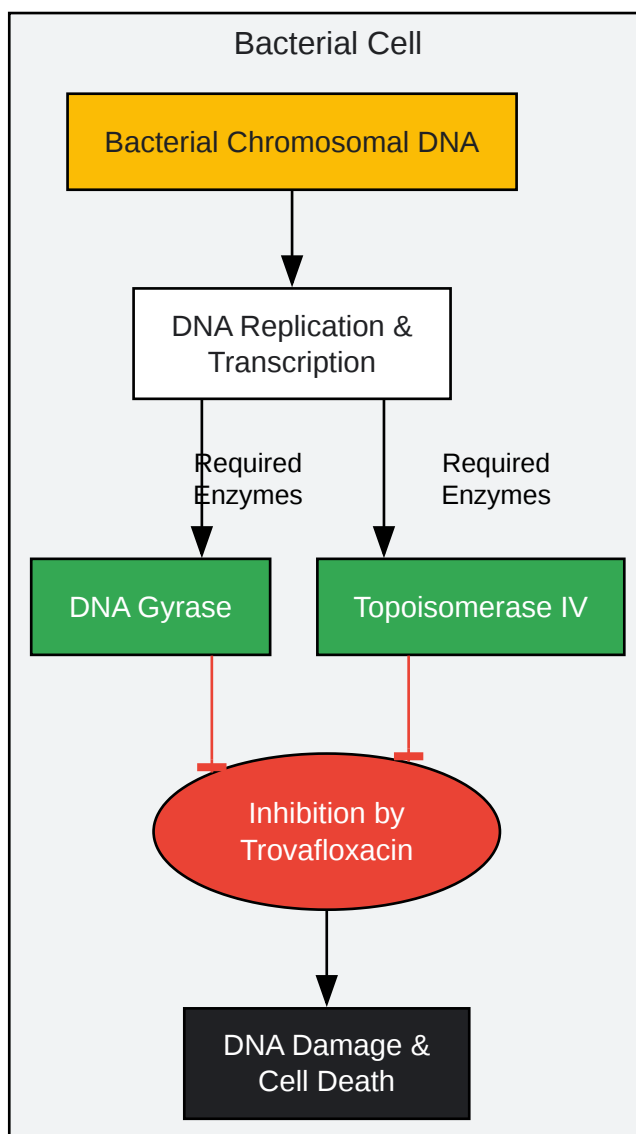 Bacterial Cell
Bacterial Chromosomal DNA
DNA Replication &
Transcription
Required
Enzymes
Required
Enzymes
DNA Gyrase
Topoisomerase IV
Inhibition by
Trovafloxacin
DNA Damage &
Cell Death